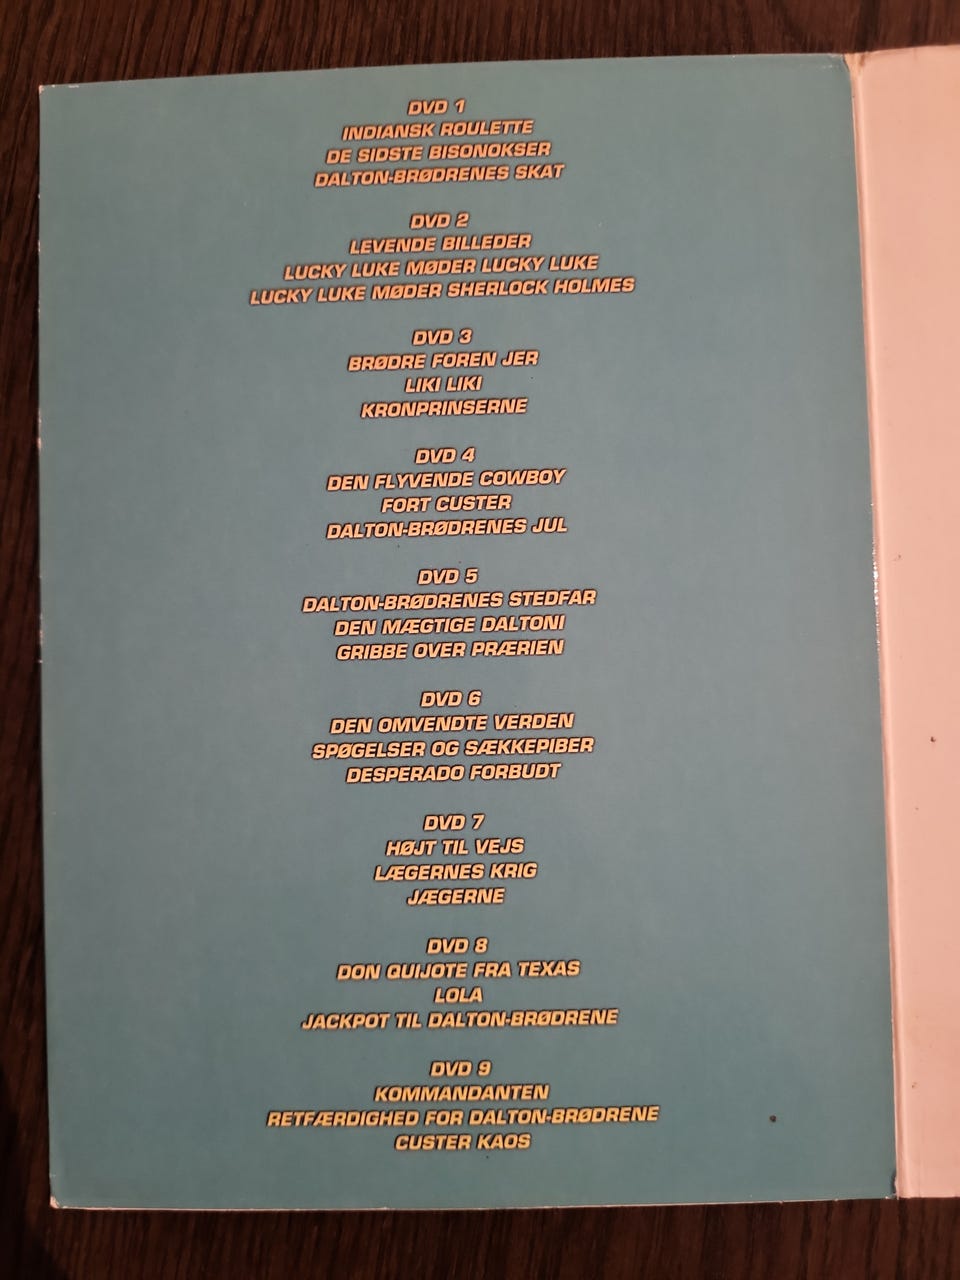 DVD 1
INDIANSK ROULETTE
DE SIDSTE BISONOKSER
DALTON-BRØDRENES SKAT
DVD 2
LEVENDE BILLEDER
LUCKY LUKE MØDER LUCKY LUKE
LUCKY LUKE MØDER SHERLOCK HOLMES
DVD 3
BRØDRE FOREN JER
LIKI LIKI
KRONPRINSERNE
DVD 4
DEN FLYVENDE COWBOY
FORT CUSTER
DALTON-BRØDRENES JUL
DVD 5
DALTON-BRØDRENES STEDFAR
DEN MÆGTIGE DALTONI
GRIBBE OVER PRÆRIEN
DVD 6
DEN OMVENDTE VERDEN
SPØGELSER OG SÆKKEPIBER
DESPERADO FORBUDT
DVD 7
HØJT TIL VEJS
LÆGERNES KRIG
JÆGERNE
DVD 8
DON QUIJOTE FRA TEXAS
LOLA
JACKPOT TIL DALTON-BRØDRENE
DVD 9
KOMMANDANTEN
RETFÆRDIGHED FOR DALTON-BRØDRENE
CUSTER KAOS